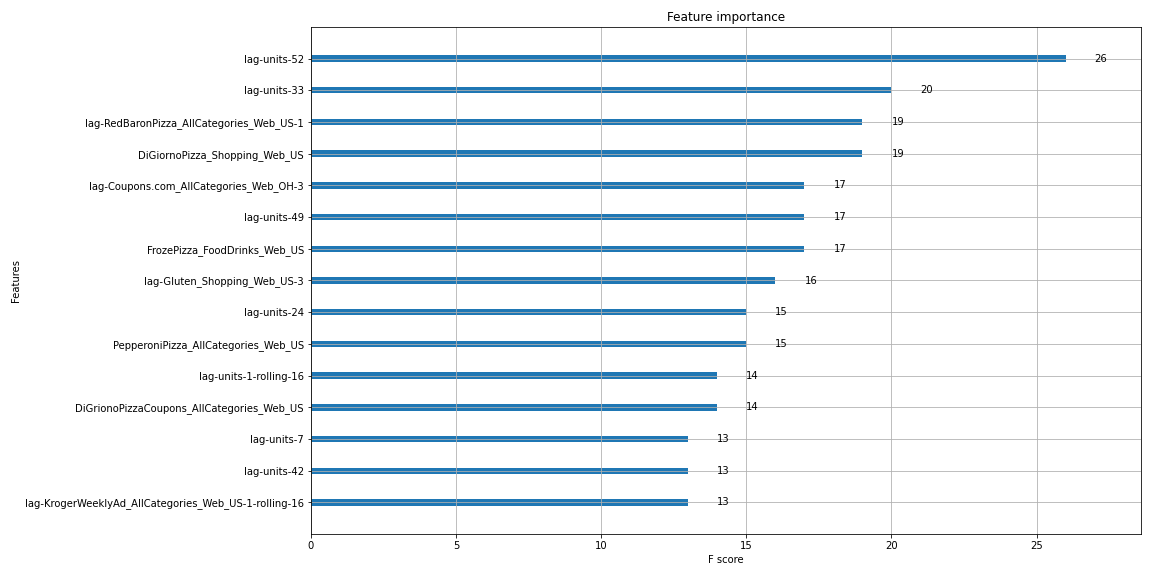 Feature importance
lag-units-52 26
lag-units-33 20
lag-RedBaronPizza_AllCategories_Web_US-1 19
DiGiornoPizza_Shopping_Web_US 19
lag-Coupons.com_AllCategories_Web_OH-3 17
lag-units-49 17
FrozePizza_FoodDrinks_Web_US 17
lag-Gluten_Shopping_Web_US-3 16
lag-units-24 15
PepperoniPizza_AllCategories_Web_US 15
lag-units-1-rolling-16 14
DiGrionoPizzaCoupons_AllCategories_Web_US 14
lag-units-7 13
lag-units-42 13
lag-KrogerWeeklyAd_AllCategories_Web_US-1-rolling-16 13
Features
0 5 10 15 20 25
F score